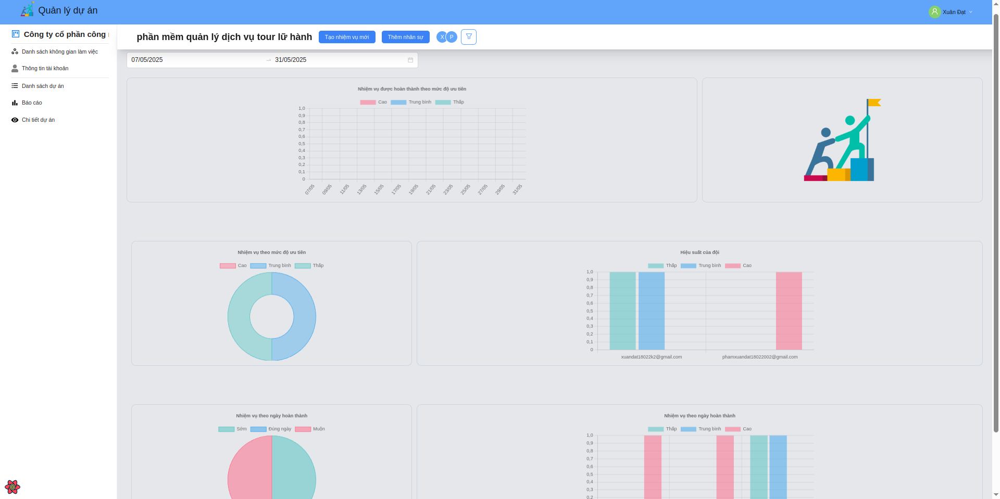 Quản lý dự án
Xuân Đạt
Công ty cổ phần công
Danh sách không gian làm việc
Thông tin tài khoản
Danh sách dự án
Báo cáo
Chi tiết dự án
phần mềm quản lý dịch vụ tour lữ hành
Tạo nhiệm vụ mới
Thêm nhân sự
X P
07/05/2025 31/05/2025
Nhiệm vụ được hoàn thành theo mức độ ưu tiên
Cao Trung bình Thấp
1,0
0,9
0,8
0,7
0,6
0,5
0,4
0,3
0,2
0,1
0
07/05 09/05 11/05 13/05 15/05 17/05 19/05 21/05 23/05 25/05 27/05 29/05 31/05
Nhiệm vụ theo mức độ ưu tiên
Cao Trung bình Thấp
Hiệu suất của đội
Thấp Trung bình Cao
1,0
0,9
0,8
0,7
0,6
0,5
0,4
0,3
0,2
0,1
0
xuandat18022k2@gmail.com phamxuandat18022002@gmail.com
Nhiệm vụ theo ngày hoàn thành
Sớm Đúng ngày Muộn
Nhiệm vụ theo ngày hoàn thành
Thấp Trung bình Cao
1,0
0,9
0,8
0,7
0,6
0,5
0,4
0,3
0,2